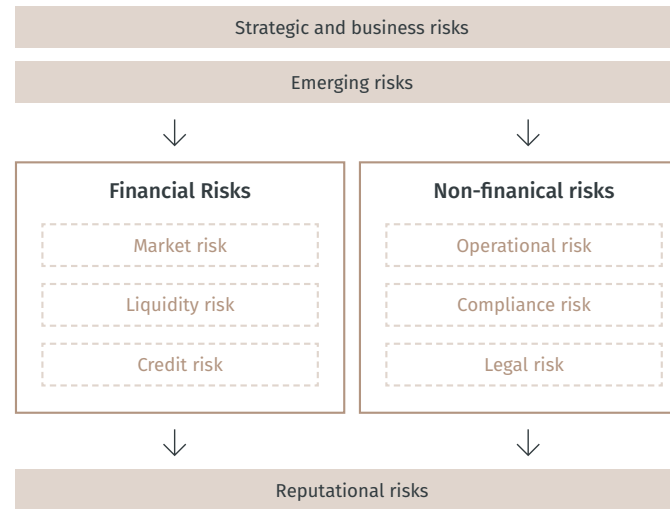 Strategic and business risks
Emerging risks
Financial Risks
Market risk
Liquidity risk
Credit risk
Non-finanical risks
Operational risk
Compliance risk
Legal risk
Reputational risks